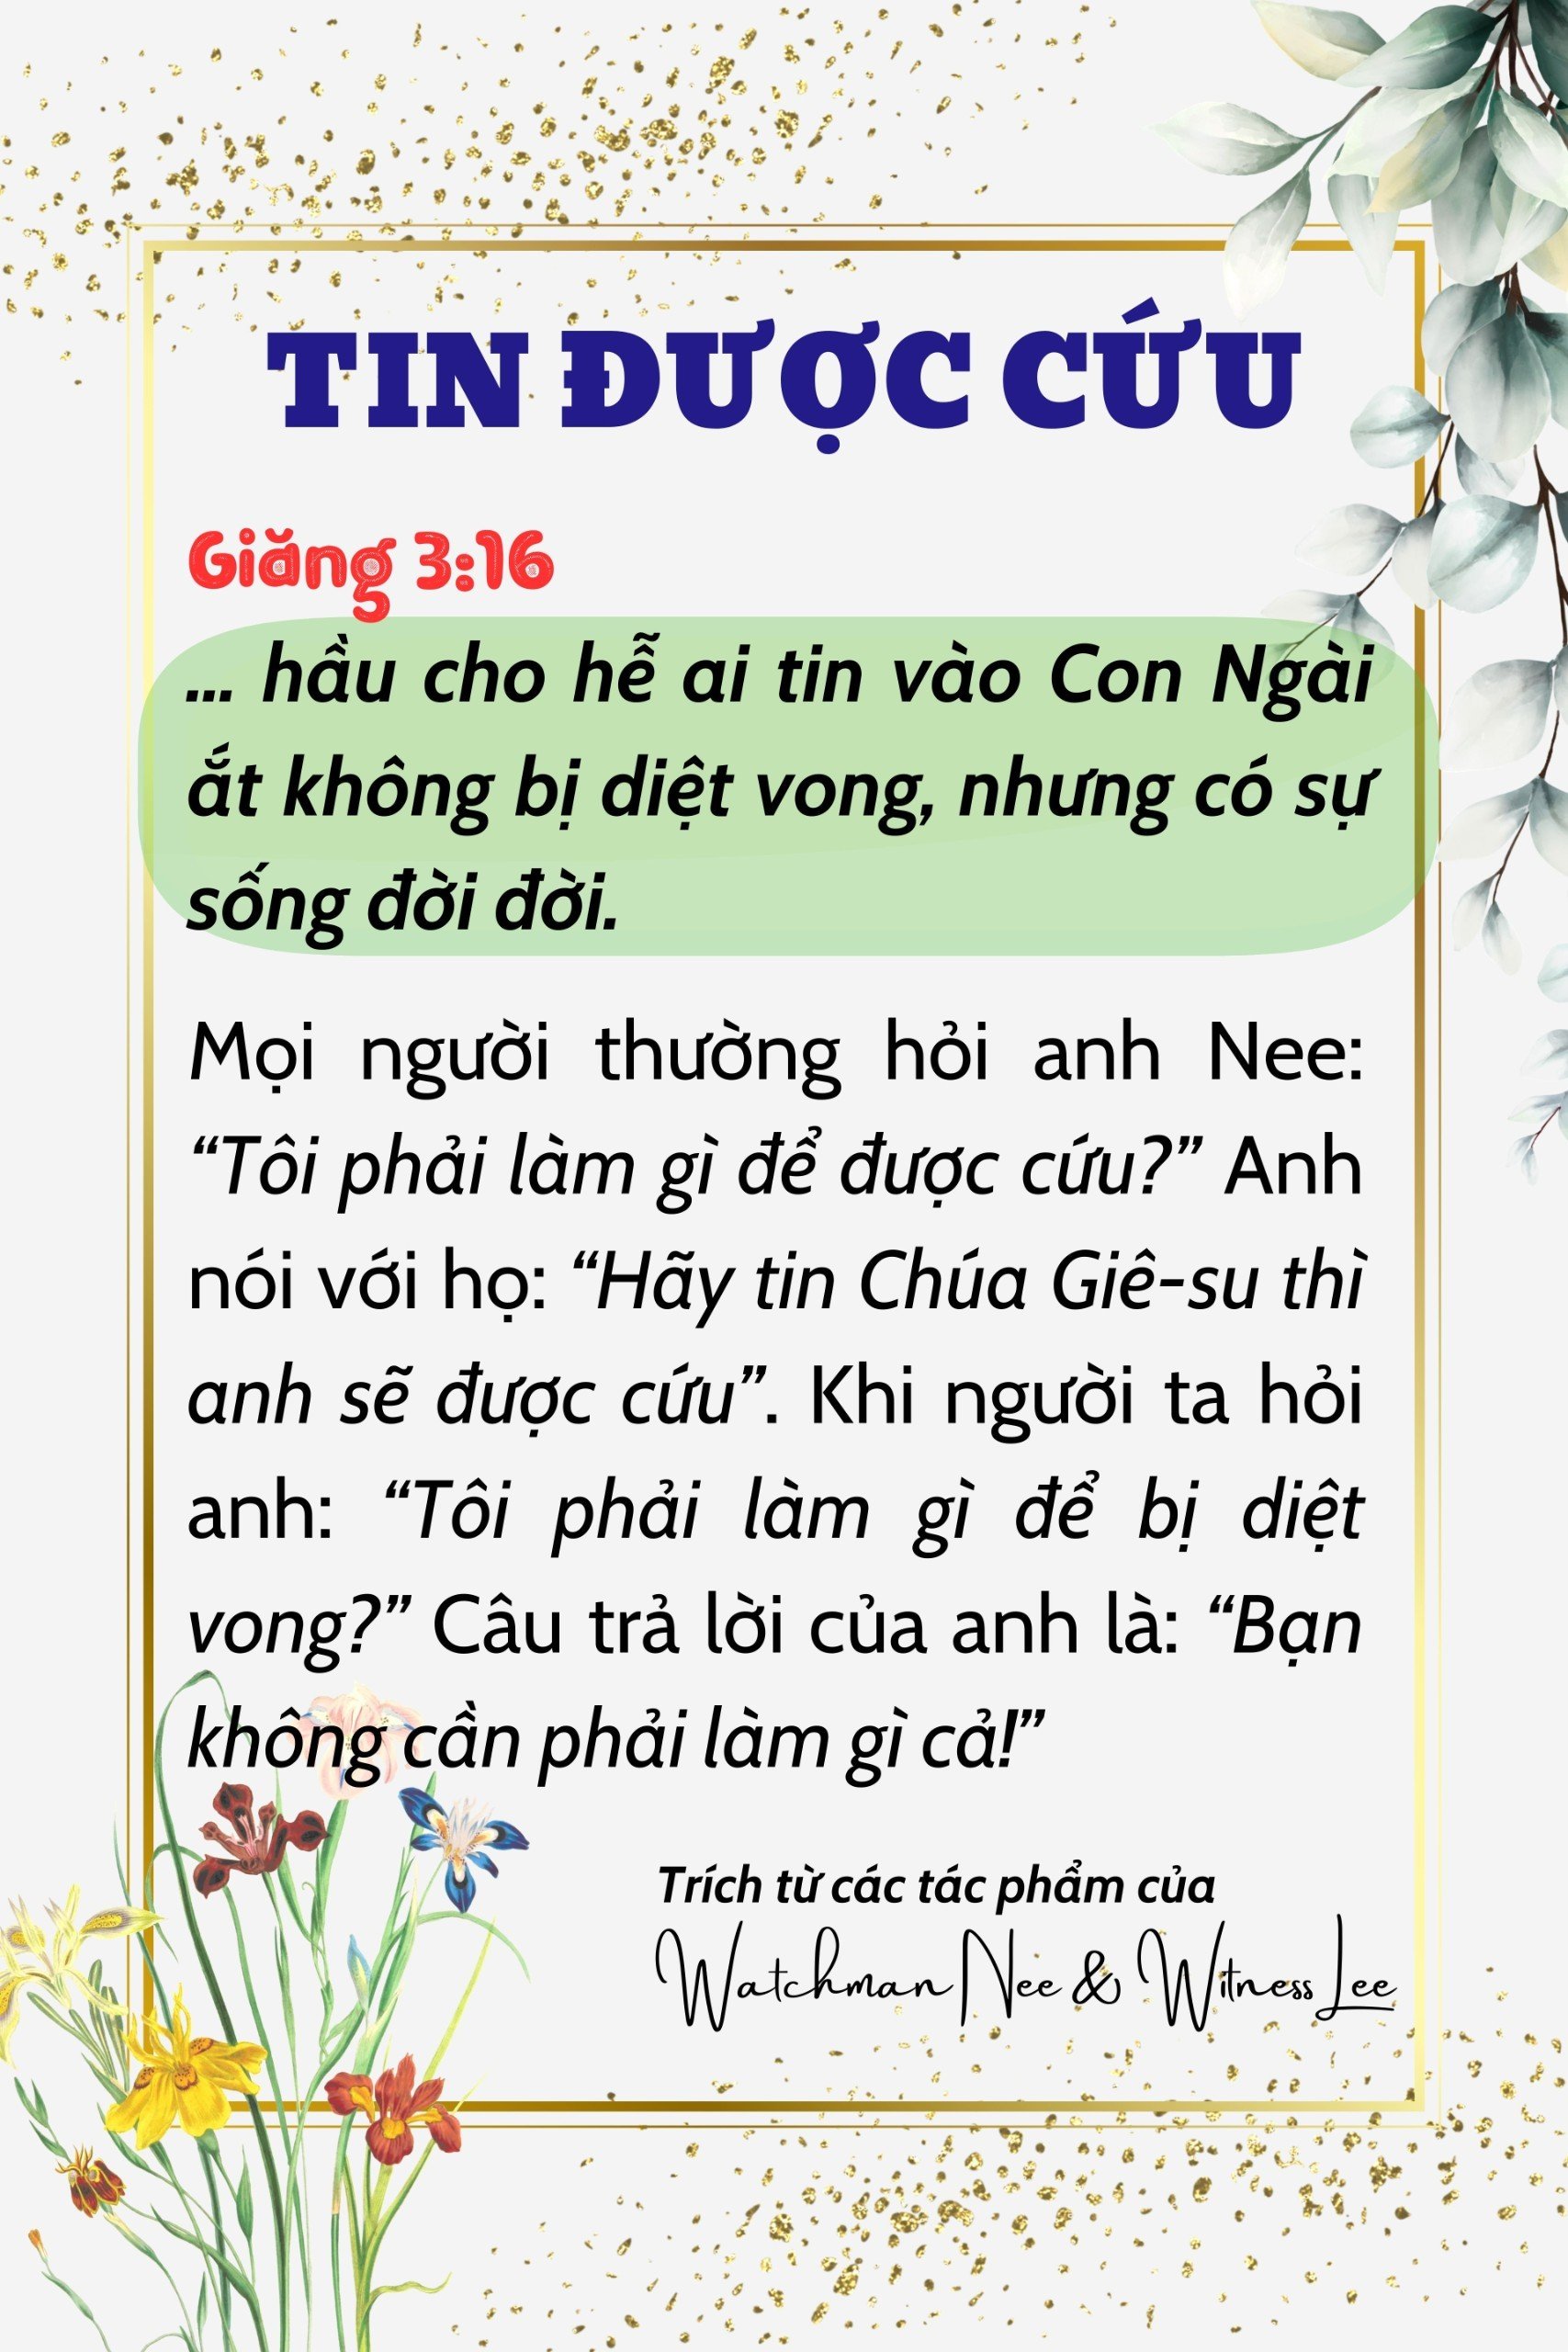 TIN ĐƯỢC CỨU
Giăng 3:16
... hầu cho hễ ai tin vào Con Ngài
ắt không bị diệt vong, nhưng có sự
sống đời đời.
Mọi người thường hỏi anh Nee:
“Tôi phải làm gì để được cứu?” Anh
nói với họ: “Hãy tin Chúa Giê-su thì
anh sẽ được cứu”. Khi người ta hỏi
anh: “Tôi phải làm gì để bị diệt
vong?” Câu trả lời của anh là: “Bạn
không cần phải làm gì cả!”
Trích từ các tác phẩm của
Watchman Nee & Witness Lee